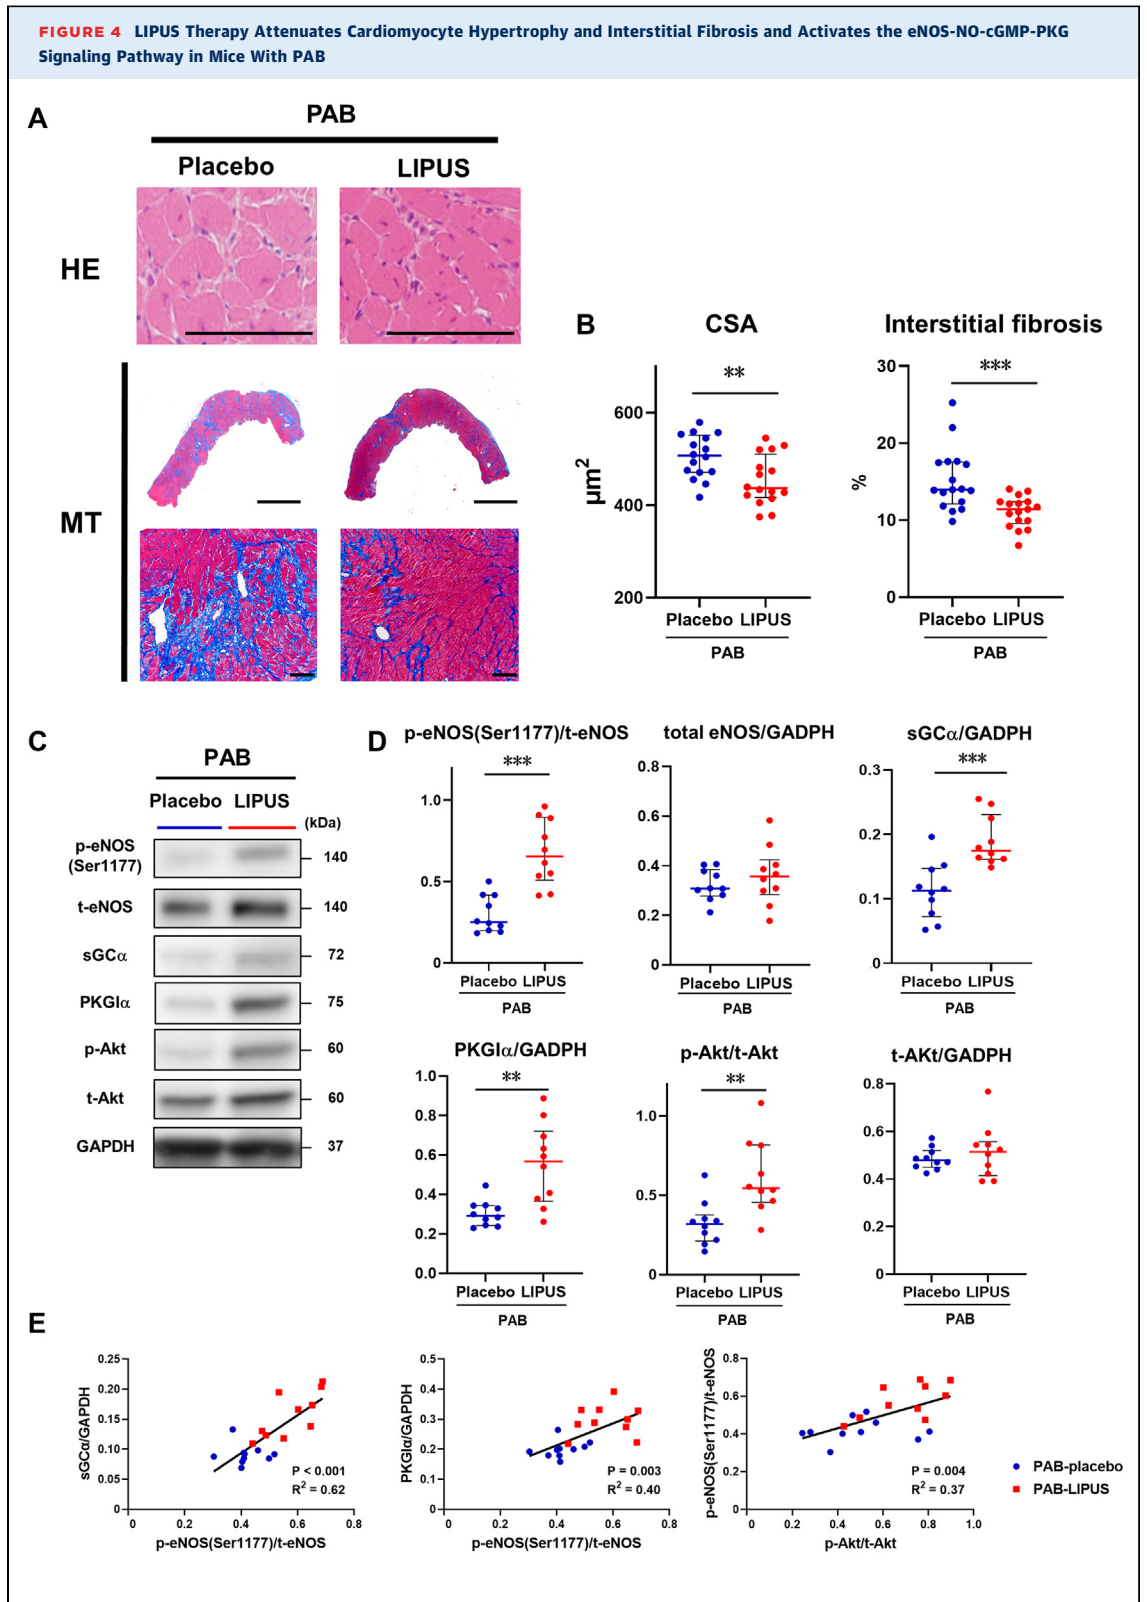 FIGURE 4 LIPUS Therapy Attenuates Cardiomyocyte Hypertrophy and Interstitial Fibrosis and Activates the eNOS-NO-cGMP-PKG
Signaling Pathway in Mice With PAB
A
PAB
Placebo LIPUS
HE
MT
B
CSA
**
600
400
200
µm²
Placebo LIPUS
PAB
Interstitial fibrosis
***
30
20
10
0
%
Placebo LIPUS
PAB
C
PAB
Placebo LIPUS
(kDa)
p-eNOS
(Ser1177)
140
t-eNOS 140
sGCα 72
PKGIα 75
p-Akt 60
t-Akt 60
GAPDH 37
D
p-eNOS(Ser1177)/t-eNOS
***
1.0
0.5
0
Placebo LIPUS
PAB
total eNOS/GADPH
0.8
0.6
0.4
0.2
0
Placebo LIPUS
PAB
sGCα/GADPH
***
0.3
0.2
0.1
0
Placebo LIPUS
PAB
PKGIα/GADPH
**
1.0
0.8
0.6
0.4
0.2
0.0
Placebo LIPUS
PAB
p-Akt/t-Akt
**
1.0
0.5
0
Placebo LIPUS
PAB
t-AKt/GADPH
0.8
0.6
0.4
0.2
0
Placebo LIPUS
PAB
E
sGCα/GAPDH
0.25
0.20
0.15
0.10
0.05
0
P < 0.001
R² = 0.62
0 0.2 0.4 0.6 0.8
p-eNOS(Ser1177)/t-eNOS
PKGIα/GAPDH
0.5
0.4
0.3
0.2
0.1
0
P = 0.003
R² = 0.40
0 0.2 0.4 0.6 0.8
p-eNOS(Ser1177)/t-eNOS
p-eNOS(Ser1177)/t-eNOS
0.8
0.6
0.4
0.2
0
P = 0.004
R² = 0.37
0 0.2 0.4 0.6 0.8 1.0
p-Akt/t-Akt
PAB-placebo
PAB-LIPUS